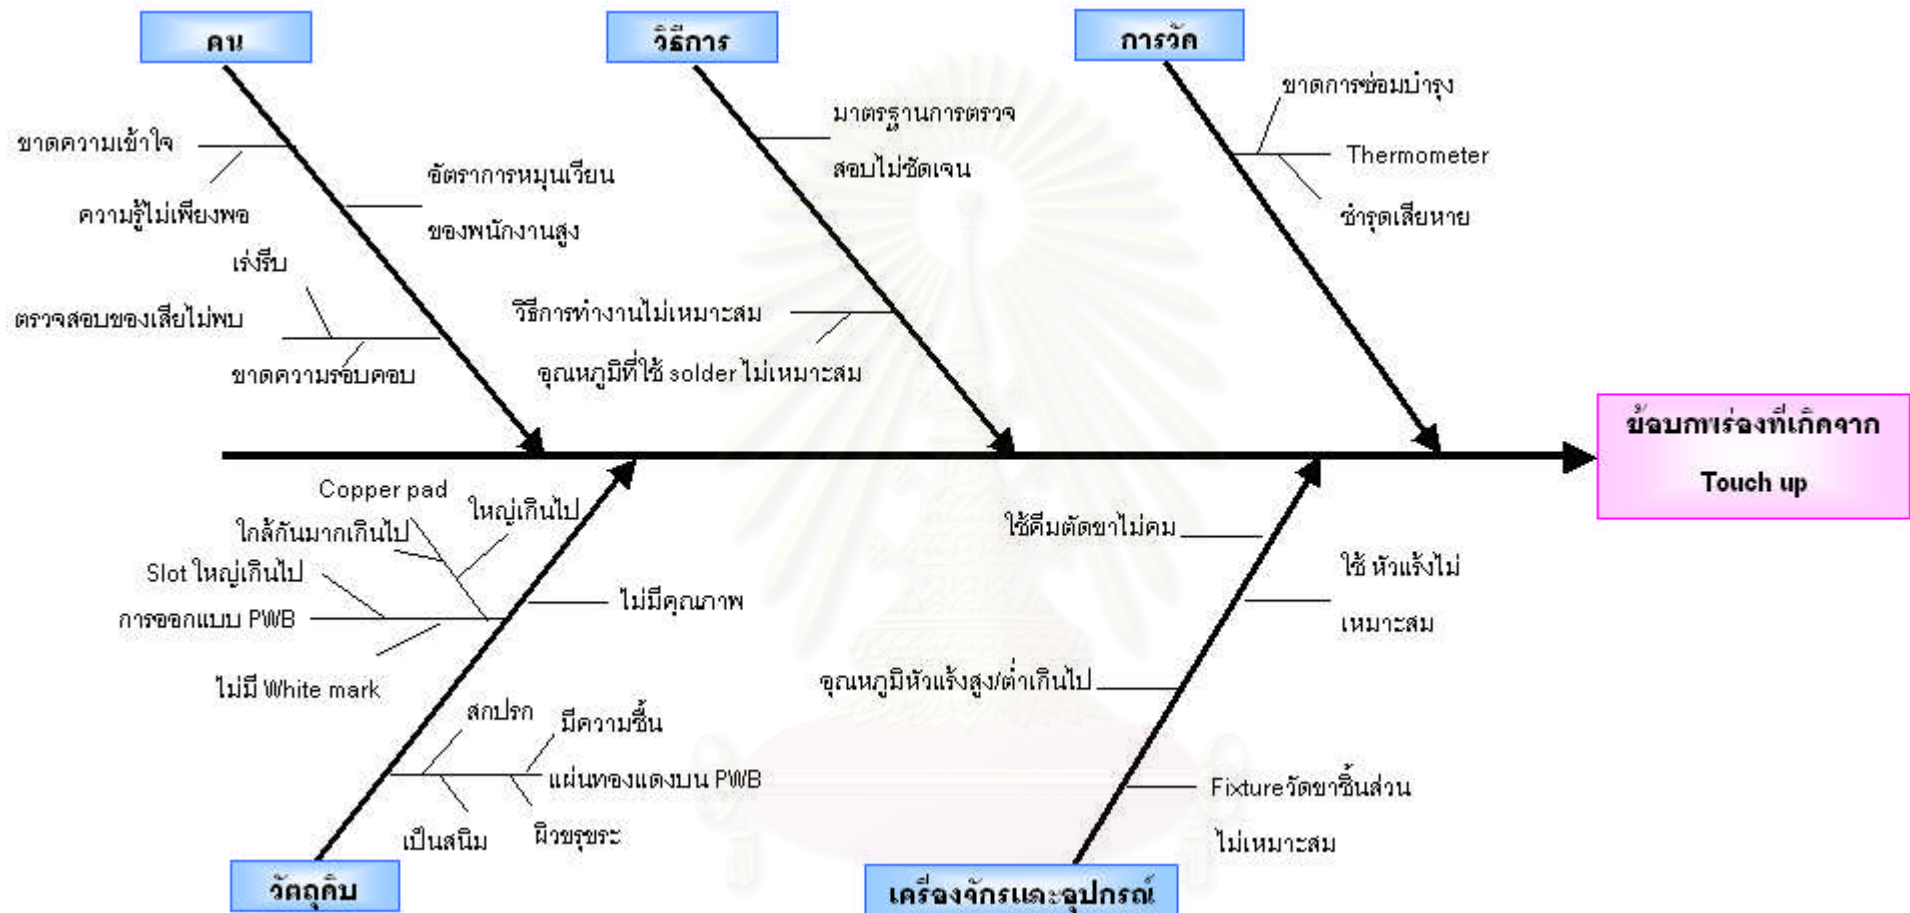 คน
วิธีการ
การวัด
ขาดความเข้าใจ
ความรู้ไม่เพียงพอ
อัตราการหมุนเวียน
ของพนักงานสูง
เร่งรีบ
ตรวจสอบของเสียไม่พบ
ขาดความรอบคอบ
มาตรฐานการตรวจ
สอบไม่ชัดเจน
วิธีการทำงานไม่เหมาะสม
อุณหภูมิที่ใช้ solder ไม่เหมาะสม
ขาดการซ่อมบำรุง
Thermometer
ชำรุดเสียหาย
ข้อบกพร่องที่เกิดจาก
Touch up
Copper pad
ใหญ่เกินไป
ใกล้กันมากเกินไป
Slot ใหญ่เกินไป
การออกแบบ PWB
ไม่มี White mark
ไม่มีคุณภาพ
สกปรก
มีความชื้น
แผ่นทองแดงบน PWB
เป็นสนิม
ผิวขรุขระ
ใช้คีมตัดขาไม่คม
ใช้ หัวแร้งไม่
เหมาะสม
อุณหภูมิหัวแร้งสูง/ต่ำเกินไป
Fixtureวัดขาชิ้นส่วน
ไม่เหมาะสม
วัตถุดิบ
เครื่องจักรและอุปกรณ์